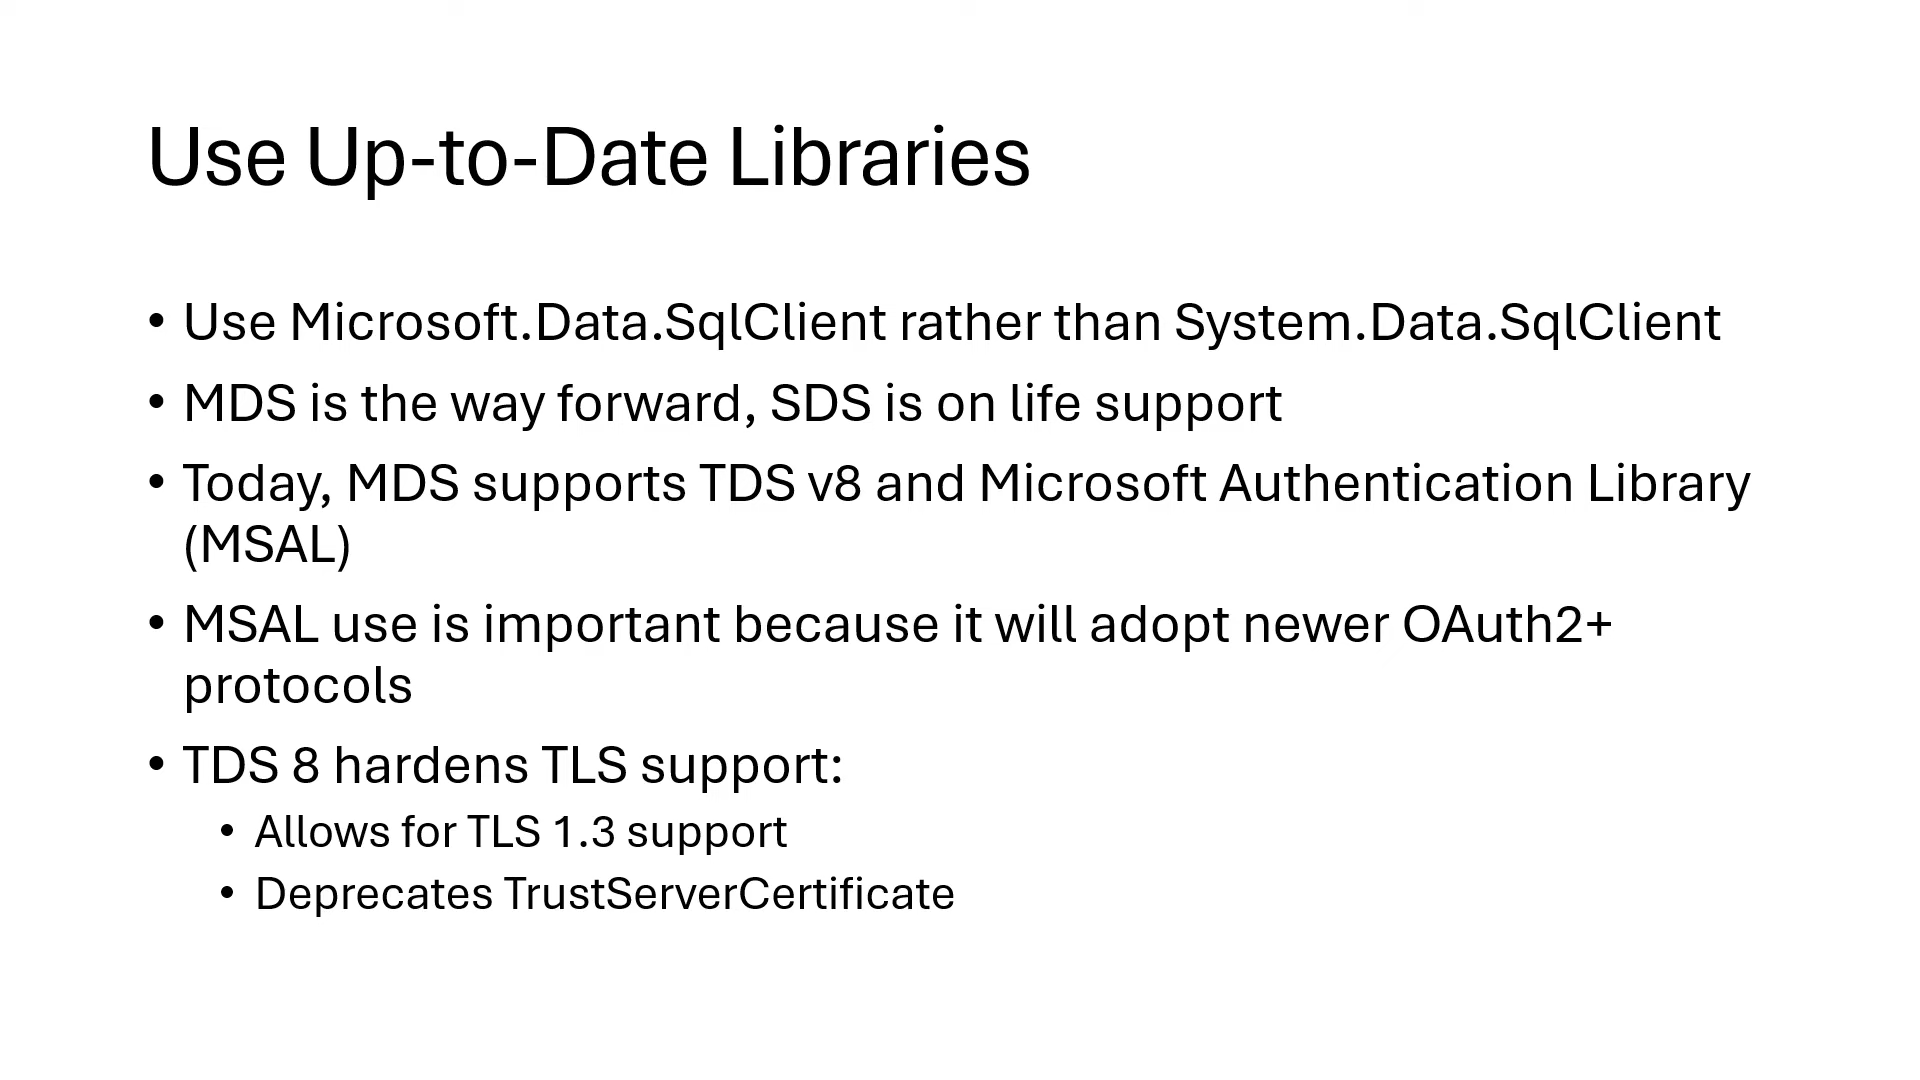 Use Up-to-Date Libraries
• Use Microsoft.Data.SqlClient rather than System.Data.SqlClient
• MDS is the way forward, SDS is on life support
• Today, MDS supports TDS v8 and Microsoft Authentication Library
(MSAL)
• MSAL use is important because it will adopt newer OAuth2+
protocols
• TDS 8 hardens TLS support:
• Allows for TLS 1.3 support
• Deprecates TrustServerCertificate